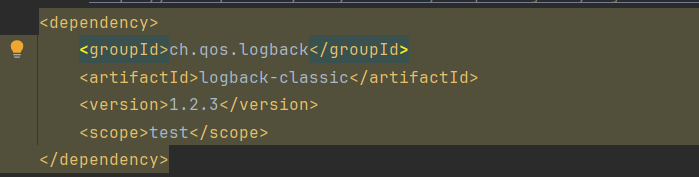 <dependency>
<groupId>ch.qos.logback</groupId>
<artifactId>logback-classic</artifactId>
<version>1.2.3</version>
<scope>test</scope>
</dependency>